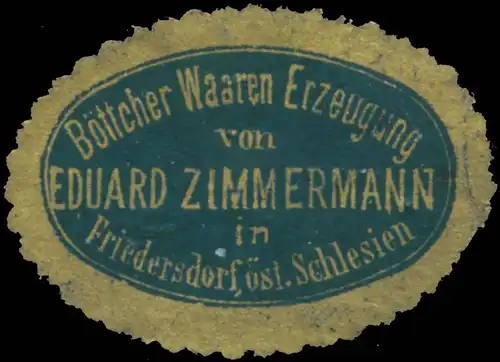 Böttcher Waaren Erzeugung
von
EDUARD ZIMMERMANN
in
Friedersdorf, öst. Schlesien